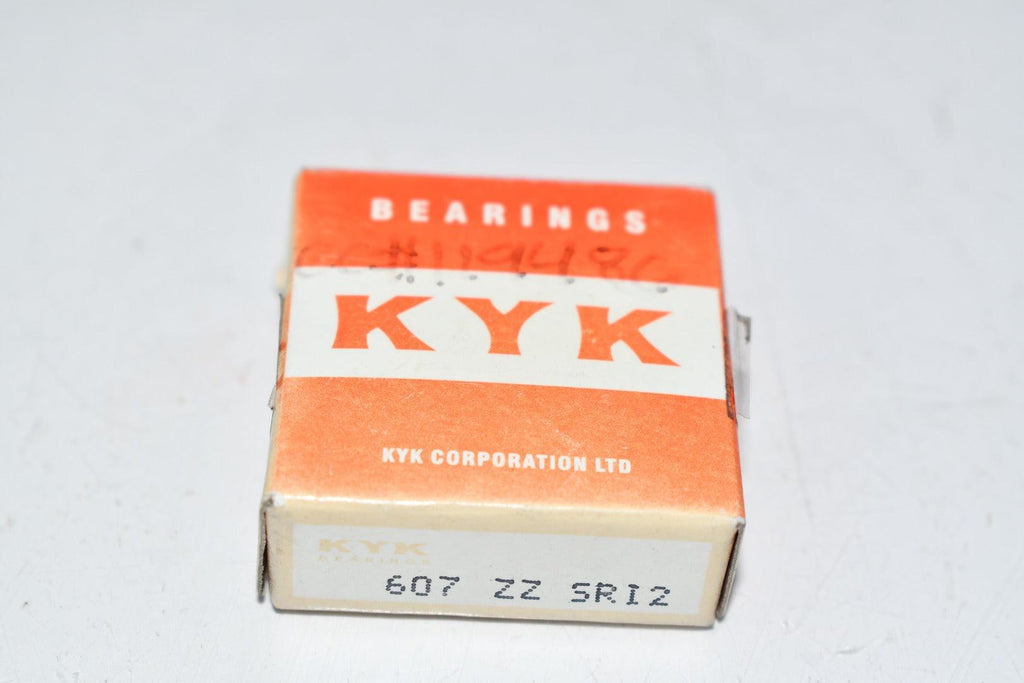 BEARINGS
KYK
KYK CORPORATION LTD
KYK
BEARINGS
607 ZZ SRI2